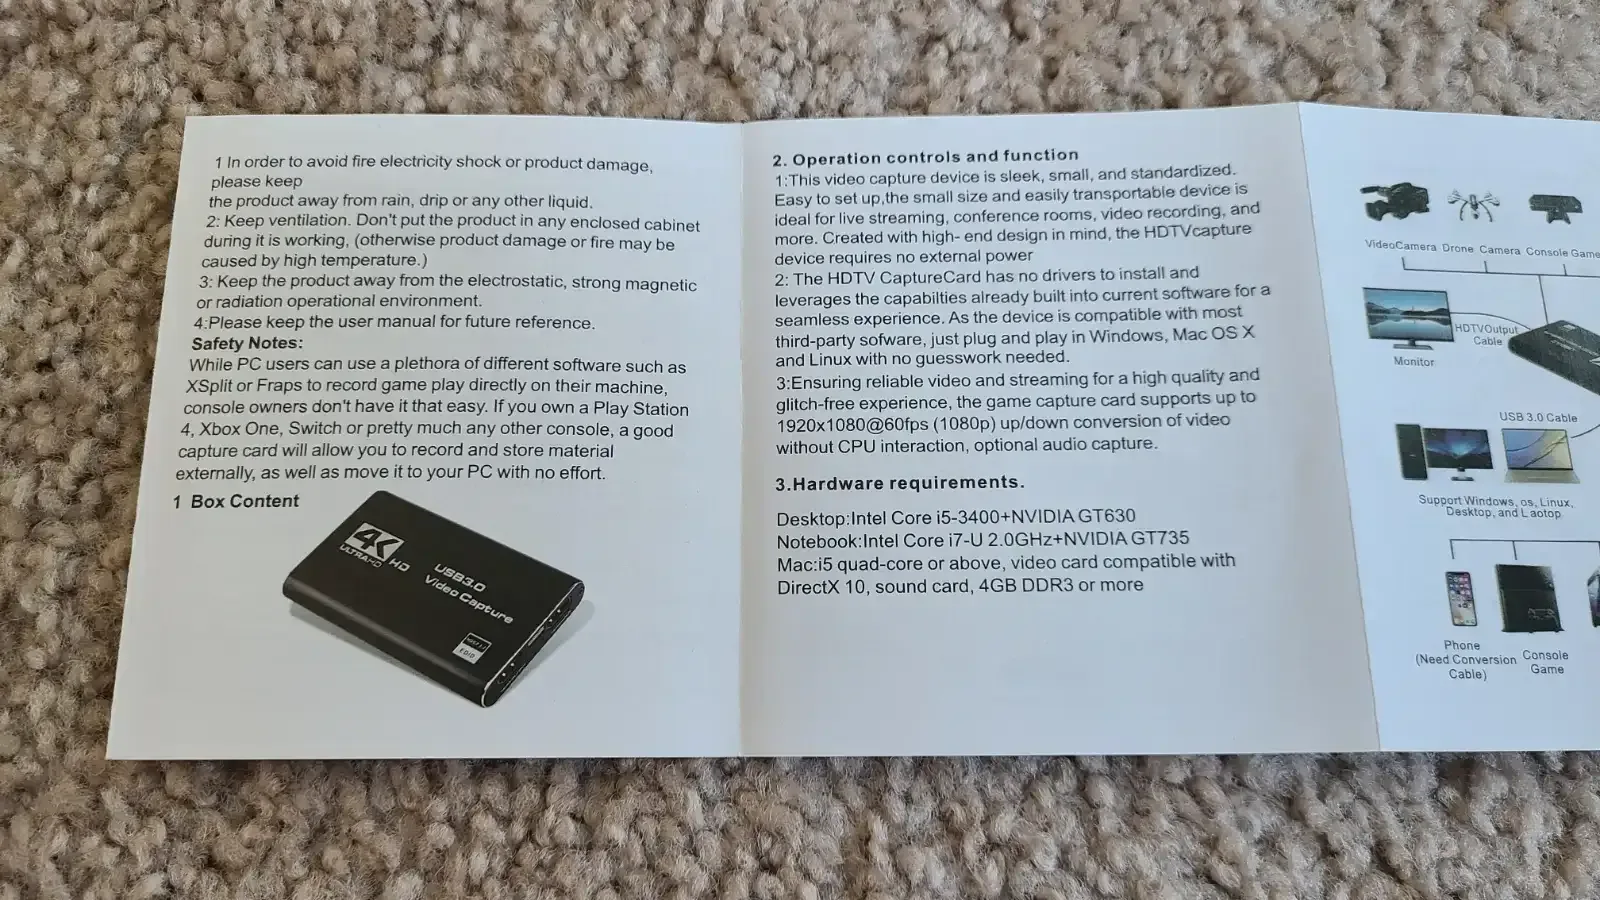 1 In order to avoid fire electricity shock or product damage,
please keep
the product away from rain, drip or any other liquid.
2: Keep ventilation. Don't put the product in any enclosed cabinet
during it is working, (otherwise product damage or fire may be
caused by high temperature.)
3: Keep the product away from the electrostatic, strong magnetic
or radiation operational environment.
4:Please keep the user manual for future reference.
Safety Notes:
While PC users can use a plethora of different software such as
XSplit or Fraps to record game play directly on their machine,
console owners don't have it that easy. If you own a Play Station
4, Xbox One, Switch or pretty much any other console, a good
capture card will allow you to record and store material
externally, as well as move it to your PC with no effort.
1 Box Content
4K
ULTRAHD
HD
USB3.0
Video Capture
EDID
2. Operation controls and function
1:This video capture device is sleek, small, and standardized.
Easy to set up,the small size and easily transportable device is
ideal for live streaming, conference rooms, video recording, and
more. Created with high- end design in mind, the HDTVcapture
device requires no external power
2: The HDTV CaptureCard has no drivers to install and
leverages the capabilties already built into current software for a
seamless experience. As the device is compatible with most
third-party sofware, just plug and play in Windows, Mac OS X
and Linux with no guesswork needed.
3:Ensuring reliable video and streaming for a high quality and
glitch-free experience, the game capture card supports up to
1920x1080@60fps (1080p) up/down conversion of video
without CPU interaction, optional audio capture.
3.Hardware requirements.
Desktop:Intel Core i5-3400+NVIDIA GT630
Notebook:Intel Core i7-U 2.0GHz+NVIDIA GT735
Mac:i5 quad-core or above, video card compatible with
DirectX 10, sound card, 4GB DDR3 or more
VideoCamera Drone Camera Console Game
HDTVOutput
Cable
Monitor
USB 3.0 Cable
Support Windows, os, Linux,
Desktop, and Laotop
Phone
(Need Conversion
Cable)
Console
Game